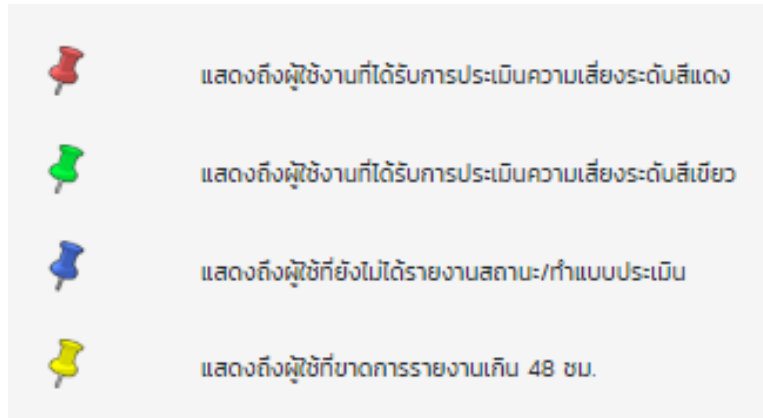 แสดงถึงผู้ใช้งานที่ได้รับการประเมินความเสี่ยงระดับสีแดง
แสดงถึงผู้ใช้งานที่ได้รับการประเมินความเสี่ยงระดับสีเขียว
แสดงถึงผู้ใช้ที่ยังไม่ได้รายงานสถานะ/ทำแบบประเมิน
แสดงถึงผู้ใช้ที่ขาดการรายงานเกิน 48 ชม.